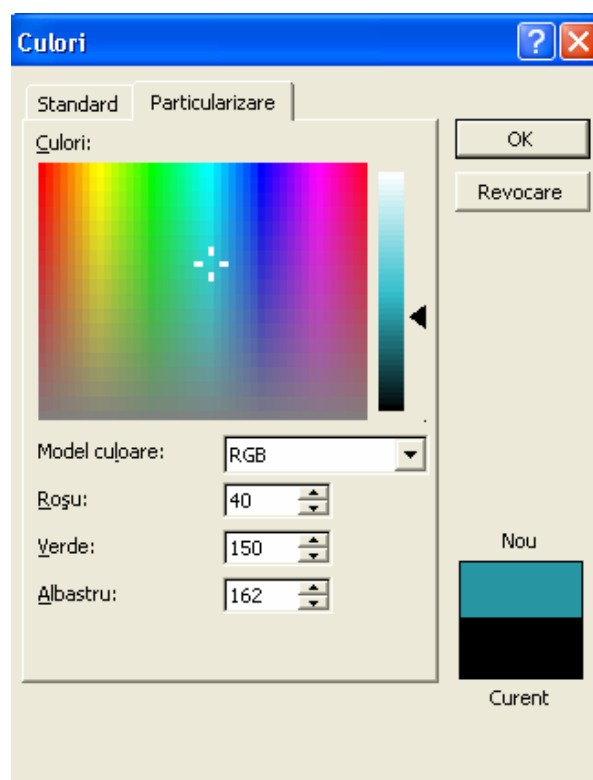 Culori
Standard Particularizare
Culori:
OK
Revocare
Model culoare: RGB
Roşu: 40
Verde: 150
Albastru: 162
Nou
Curent